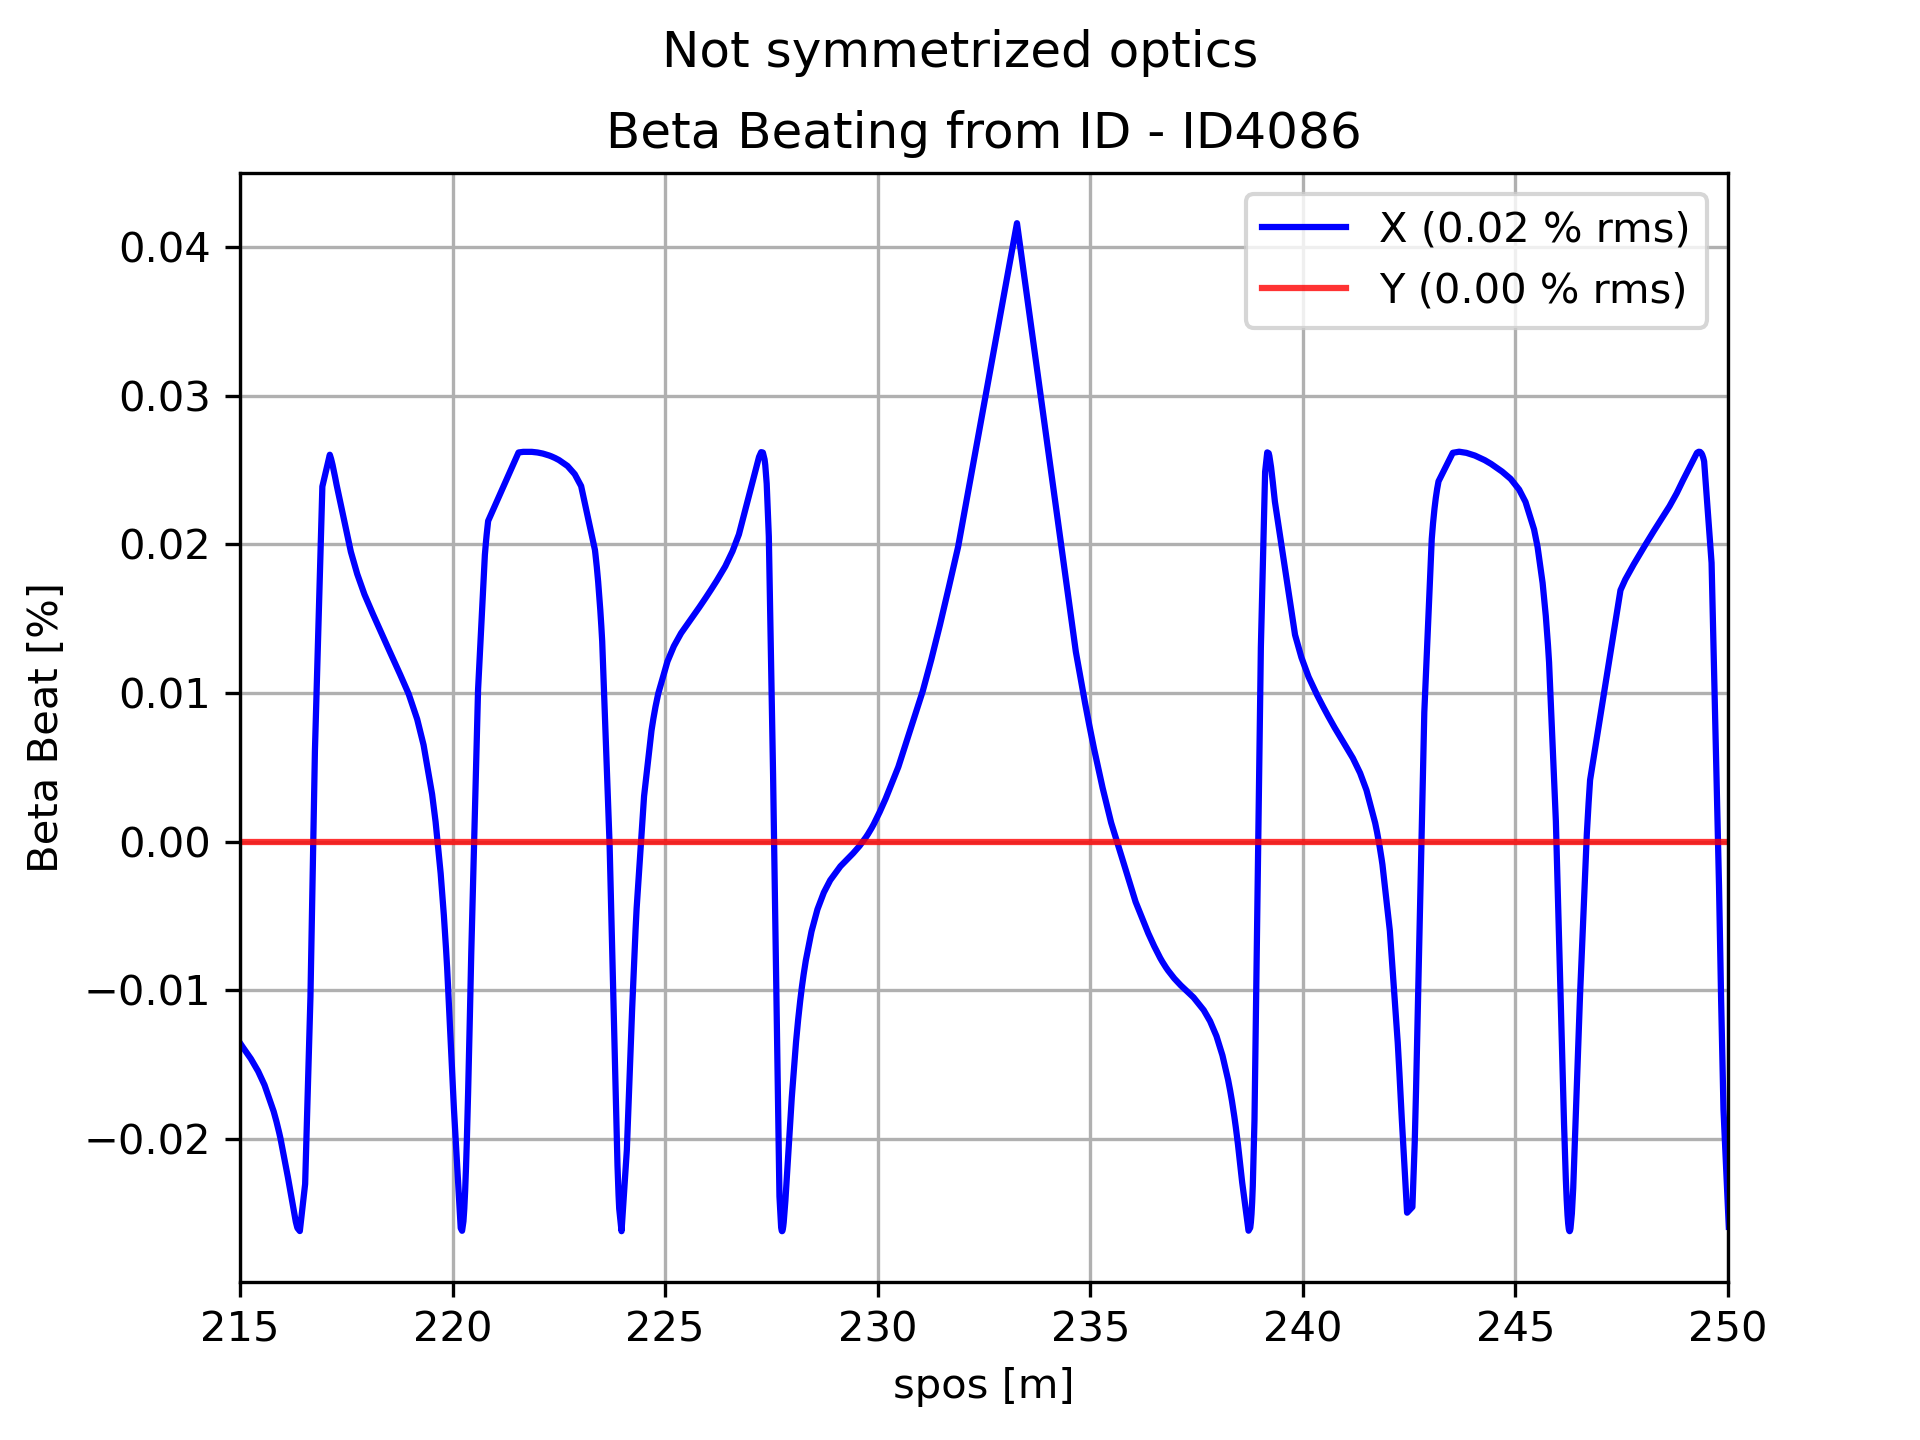 Not symmetrized optics
Beta Beating from ID - ID4086
X (0.02 % rms)
Y (0.00 % rms)
0.04
0.03
0.02
0.01
0.00
−0.01
−0.02
Beta Beat [%]
215 220 225 230 235 240 245 250
spos [m]